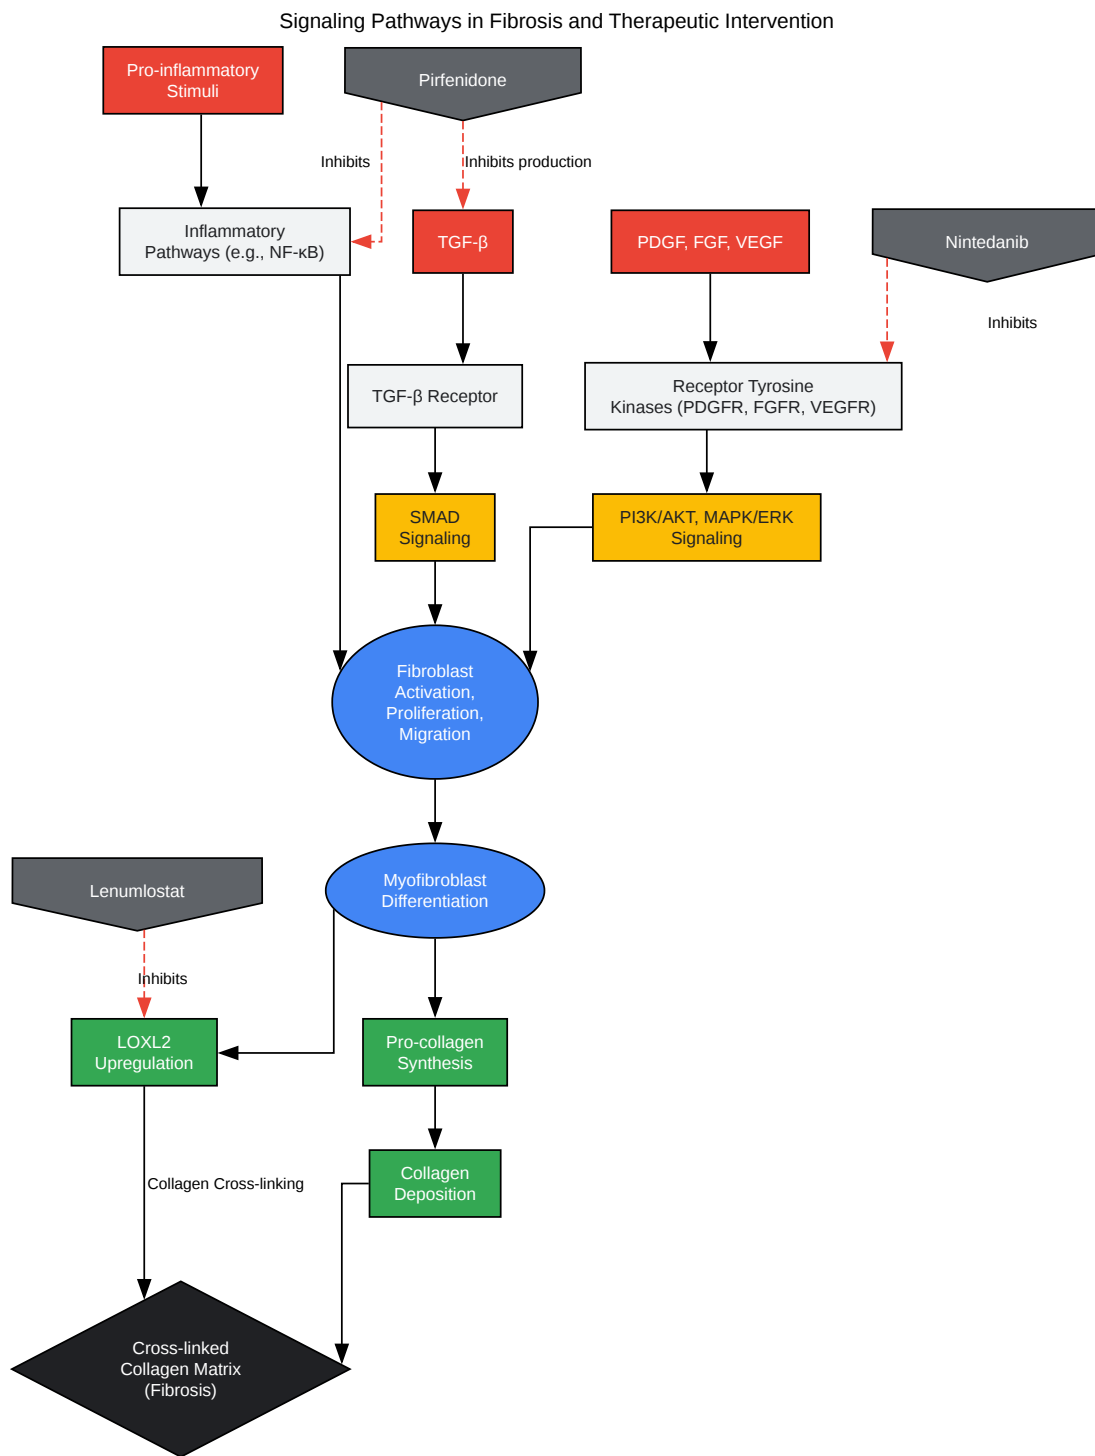 Signaling Pathways in Fibrosis and Therapeutic Intervention
Pro-inflammatory
Stimuli
Pirfenidone
Inhibits
Inhibits production
Inflammatory
Pathways (e.g., NF-κB)
TGF-β
PDGF, FGF, VEGF
Nintedanib
Inhibits
TGF-β Receptor
Receptor Tyrosine
Kinases (PDGFR, FGFR, VEGFR)
SMAD
Signaling
PI3K/AKT, MAPK/ERK
Signaling
Fibroblast
Activation,
Proliferation,
Migration
Myofibroblast
Differentiation
Lenumlostat
Inhibits
LOXL2
Upregulation
Pro-collagen
Synthesis
Collagen Cross-linking
Collagen
Deposition
Cross-linked
Collagen Matrix
(Fibrosis)